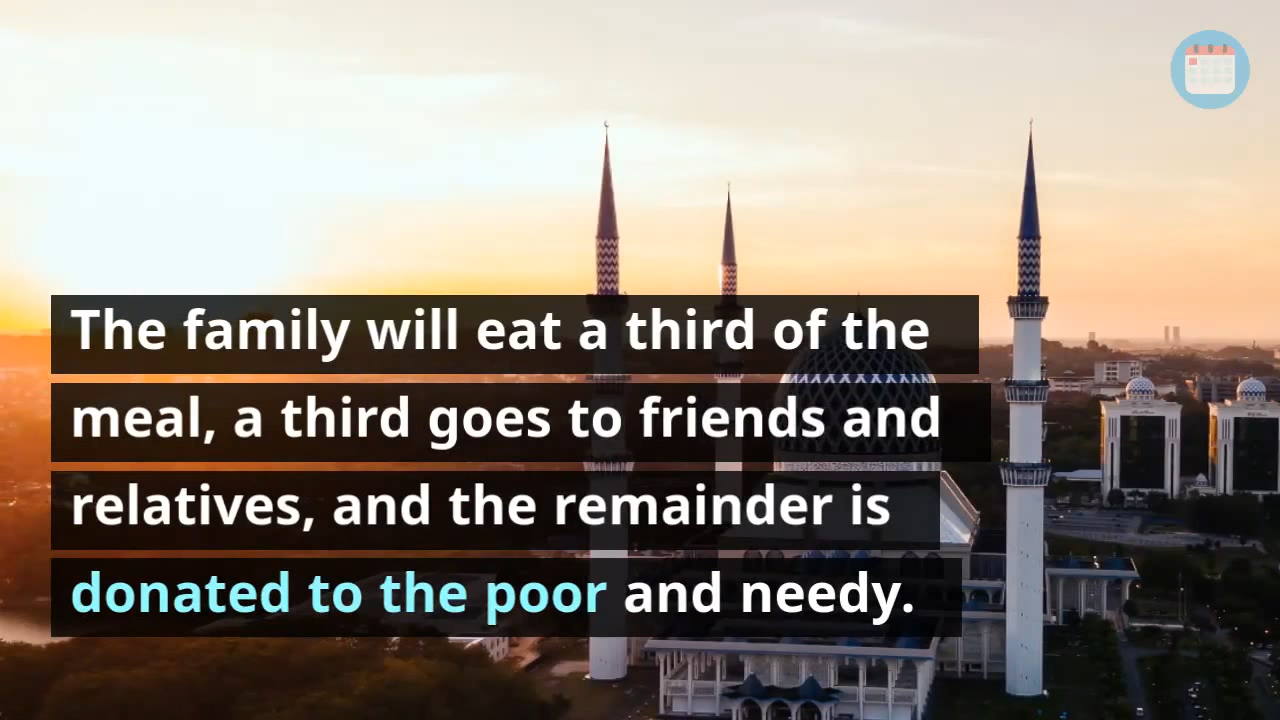 The family will eat a third of the
meal, a third goes to friends and
relatives, and the remainder is
donated to the poor and needy.